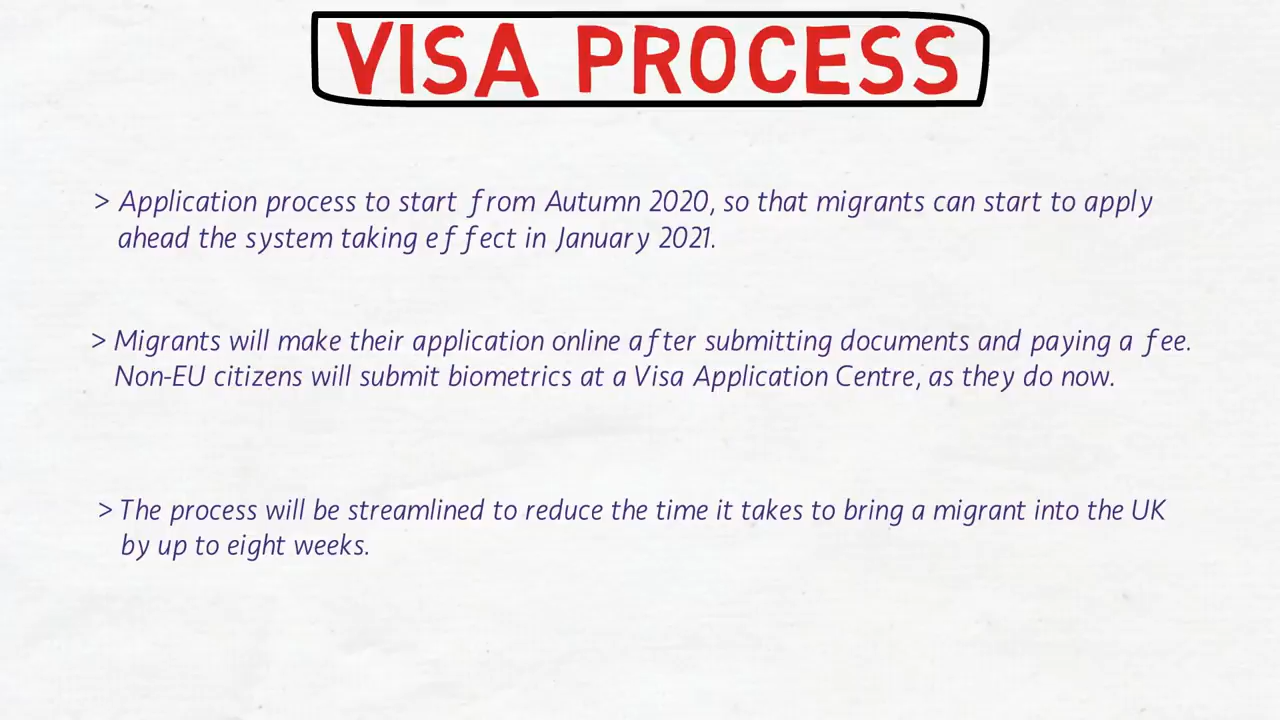 VISA PROCESS
> Application process to start from Autumn 2020, so that migrants can start to apply
ahead the system taking effect in January 2021.
> Migrants will make their application online after submitting documents and paying a fee.
Non-EU citizens will submit biometrics at a Visa Application Centre, as they do now.
> The process will be streamlined to reduce the time it takes to bring a migrant into the UK
by up to eight weeks.